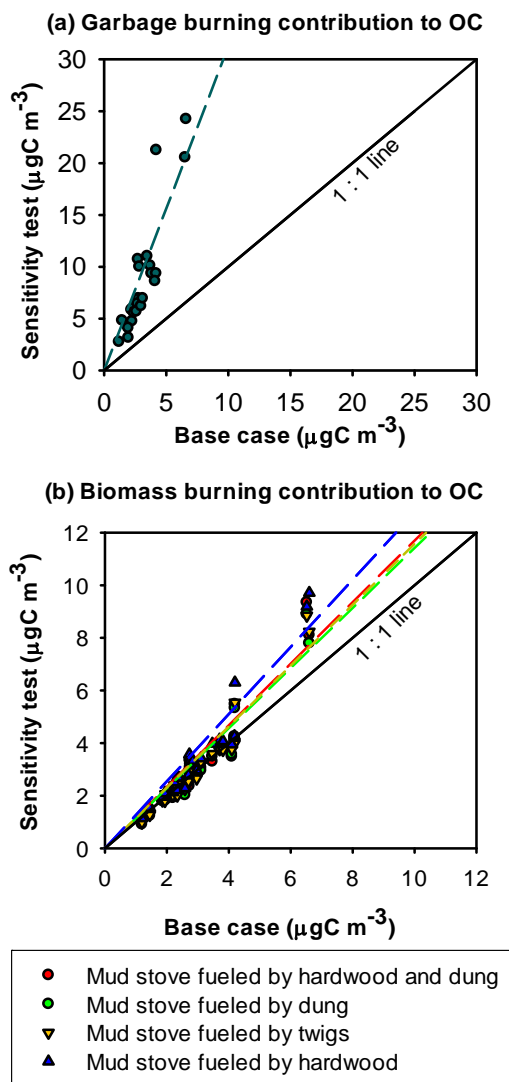 (a) Garbage burning contribution to OC
30
25
20
15
10
5
0
Sensitivity test (μgC m⁻³)
1 : 1 line
0 5 10 15 20 25 30
Base case (μgC m⁻³)
(b) Biomass burning contribution to OC
12
10
8
6
4
2
0
Sensitivity test (μgC m⁻³)
1 : 1 line
0 2 4 6 8 10 12
Base case (μgC m⁻³)
Mud stove fueled by hardwood and dung
Mud stove fueled by dung
Mud stove fueled by twigs
Mud stove fueled by hardwood